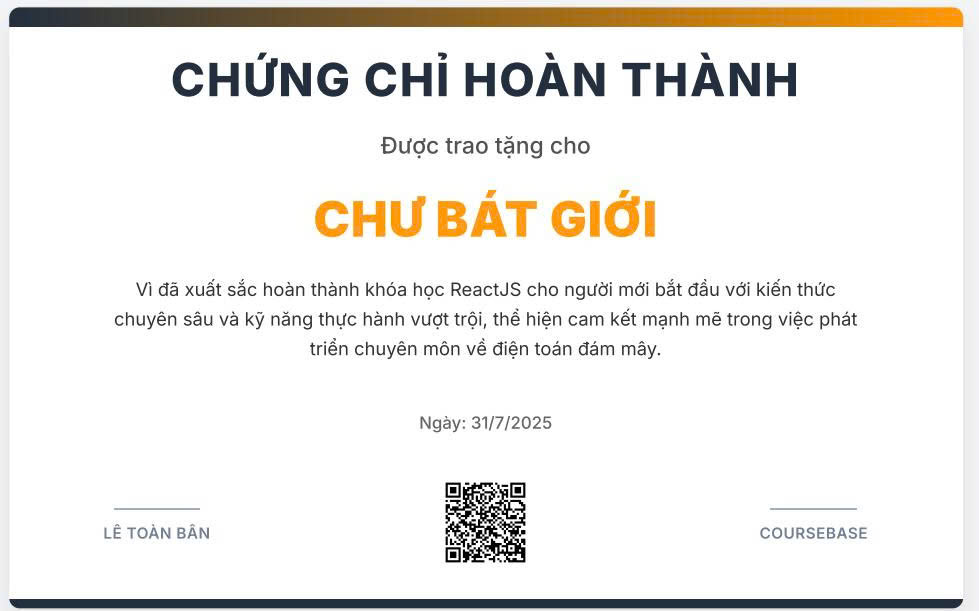 CHỨNG CHỈ HOÀN THÀNH
Được trao tặng cho
CHƯ BÁT GIỚI
Vì đã xuất sắc hoàn thành khóa học ReactJS cho người mới bắt đầu với kiến thức
chuyên sâu và kỹ năng thực hành vượt trội, thể hiện cam kết mạnh mẽ trong việc phát
triển chuyên môn về điện toán đám mây.
Ngày: 31/7/2025
LÊ TOÀN BÂN
COURSEBASE